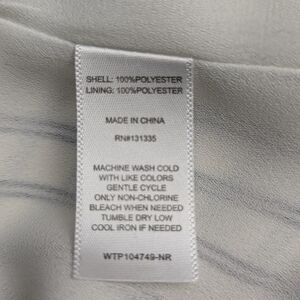 SHELL: 100%POLYESTER
LINING: 100%POLYESTER
MADE IN CHINA
RN#131335
MACHINE WASH COLD
WITH LIKE COLORS
GENTLE CYCLE
ONLY NON-CHLORINE
BLEACH WHEN NEEDED
TUMBLE DRY LOW
COOL IRON IF NEEDED
WTP104749-NR